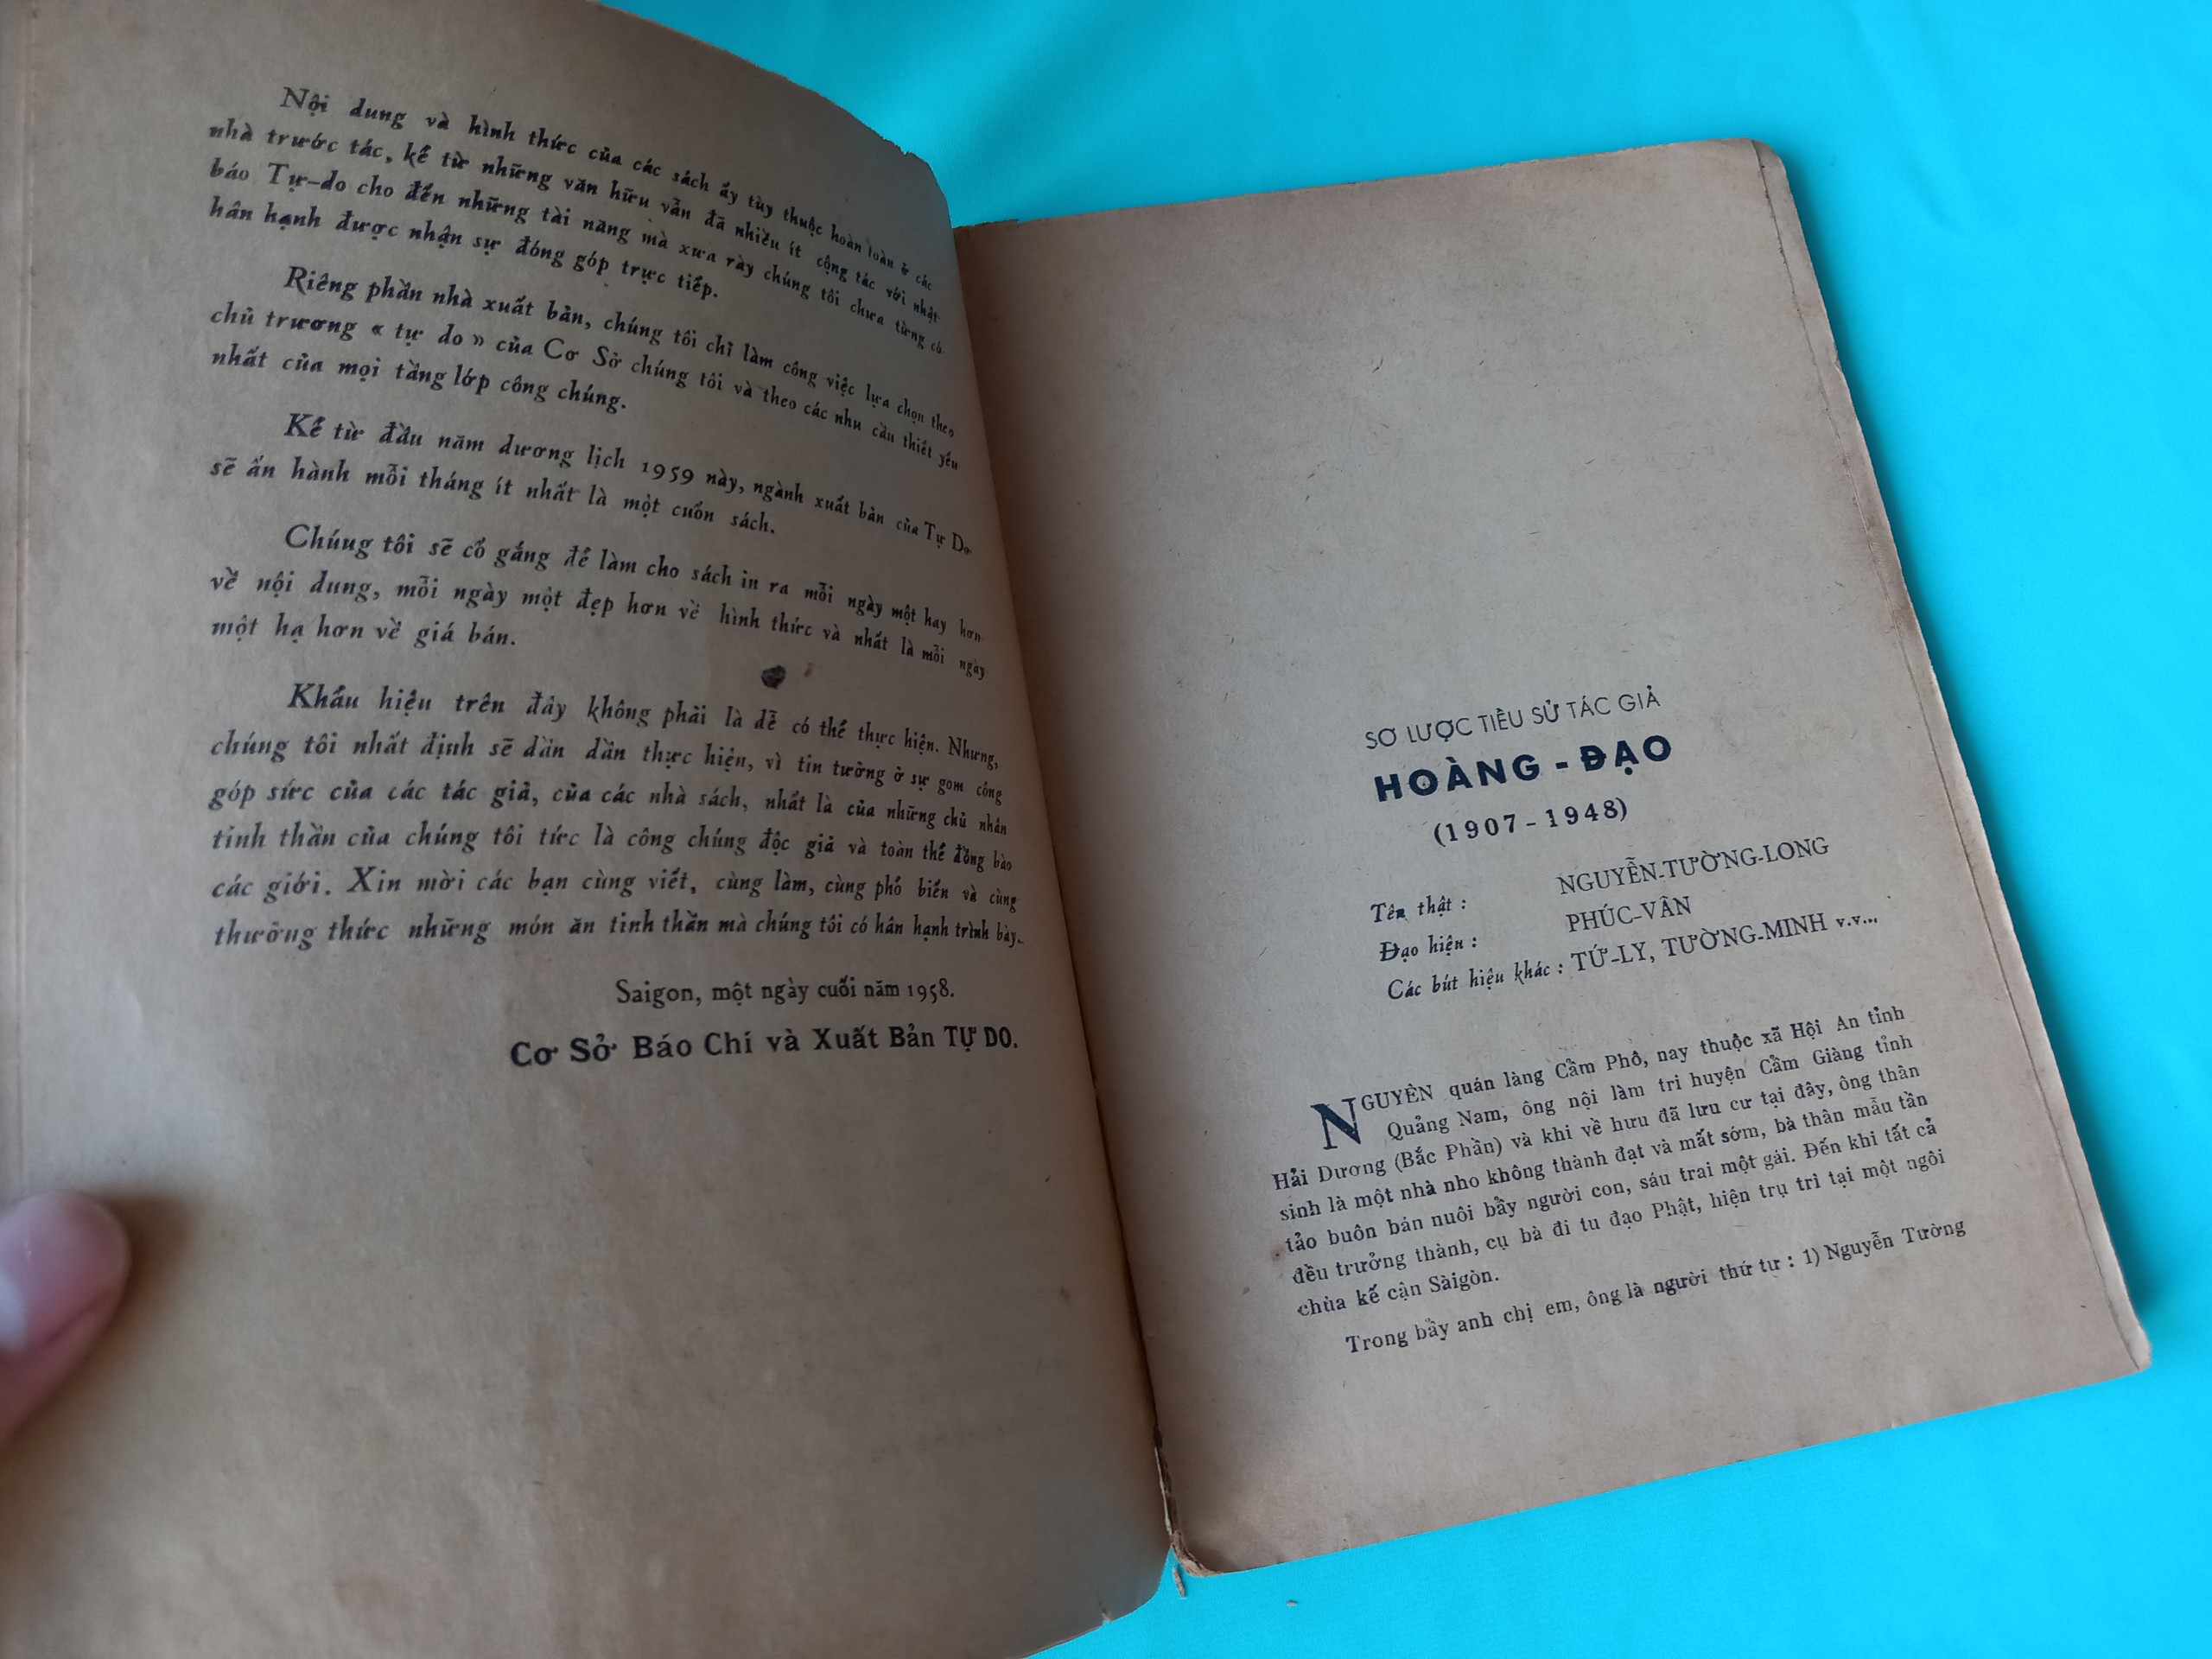 Nội dung và hình thức của các sách ấy tùy thuộc hoàn toàn ở các
nhà trước tác, kể từ những văn hữu vẫn đã nhiều ít cộng tác với nhật
báo Tự-do cho đến những tài năng mà xưa rày chúng tôi chưa từng có
hân hạnh được nhận sự đóng góp trực tiếp.
Riêng phần nhà xuất bản, chúng tôi chỉ làm công việc lựa chọn theo
chủ trương « tự do » của Cơ Sở chúng tôi và theo các nhu cầu thiết yếu
nhất của mọi tầng lớp công chúng.
Kể từ đầu năm dương lịch 1959 này, ngành xuất bản của Tự Do
sẽ ấn hành mỗi tháng ít nhất là một cuốn sách.
Chúng tôi sẽ cố gắng để làm cho sách in ra mỗi ngày một hay hơn
về nội dung, mỗi ngày một đẹp hơn về hình thức và nhất là mỗi ngày
một hạ hơn về giá bán.
Khẩu hiệu trên đây không phải là dễ có thể thực hiện. Nhưng,
chúng tôi nhất định sẽ dần dần thực hiện, vì tin tưởng ở sự gom công
góp sức của các tác giả, của các nhà sách, nhất là của những chủ nhân
tinh thần của chúng tôi tức là công chúng độc giả và toàn thể đồng bào
các giới. Xin mời các bạn cùng viết, cùng làm, cùng phổ biến và cùng
thưởng thức những món ăn tinh thần mà chúng tôi có hân hạnh trình bày.
Saigon, một ngày cuối năm 1958.
Cơ Sở Báo Chí và Xuất Bản TỰ DO.
SƠ LƯỢC TIỂU SỬ TÁC GIẢ
HOÀNG - ĐẠO
(1907 - 1948)
Tên thật : NGUYỄN-TƯỜNG-LONG
Đạo hiệu : PHÚC-VÂN
Các bút hiệu khác : TỨ-LY, TƯỜNG-MINH v.v...
NGUYÊN quán làng Cẩm Phô, nay thuộc xã Hội An tỉnh
Quảng Nam, ông nội làm tri huyện Cẩm Giàng tỉnh
Hải Dương (Bắc Phần) và khi về hưu đã lưu cư tại đây, ông thân
sinh là một nhà nho không thành đạt và mất sớm, bà thân mẫu tần
tảo buôn bán nuôi bảy người con, sáu trai một gái. Đến khi tất cả
đều trưởng thành, cụ bà đi tu đạo Phật, hiện trụ trì tại một ngôi
chùa kế cận Sàigòn.
Trong bảy anh chị em, ông là người thứ tư : 1) Nguyễn Tường